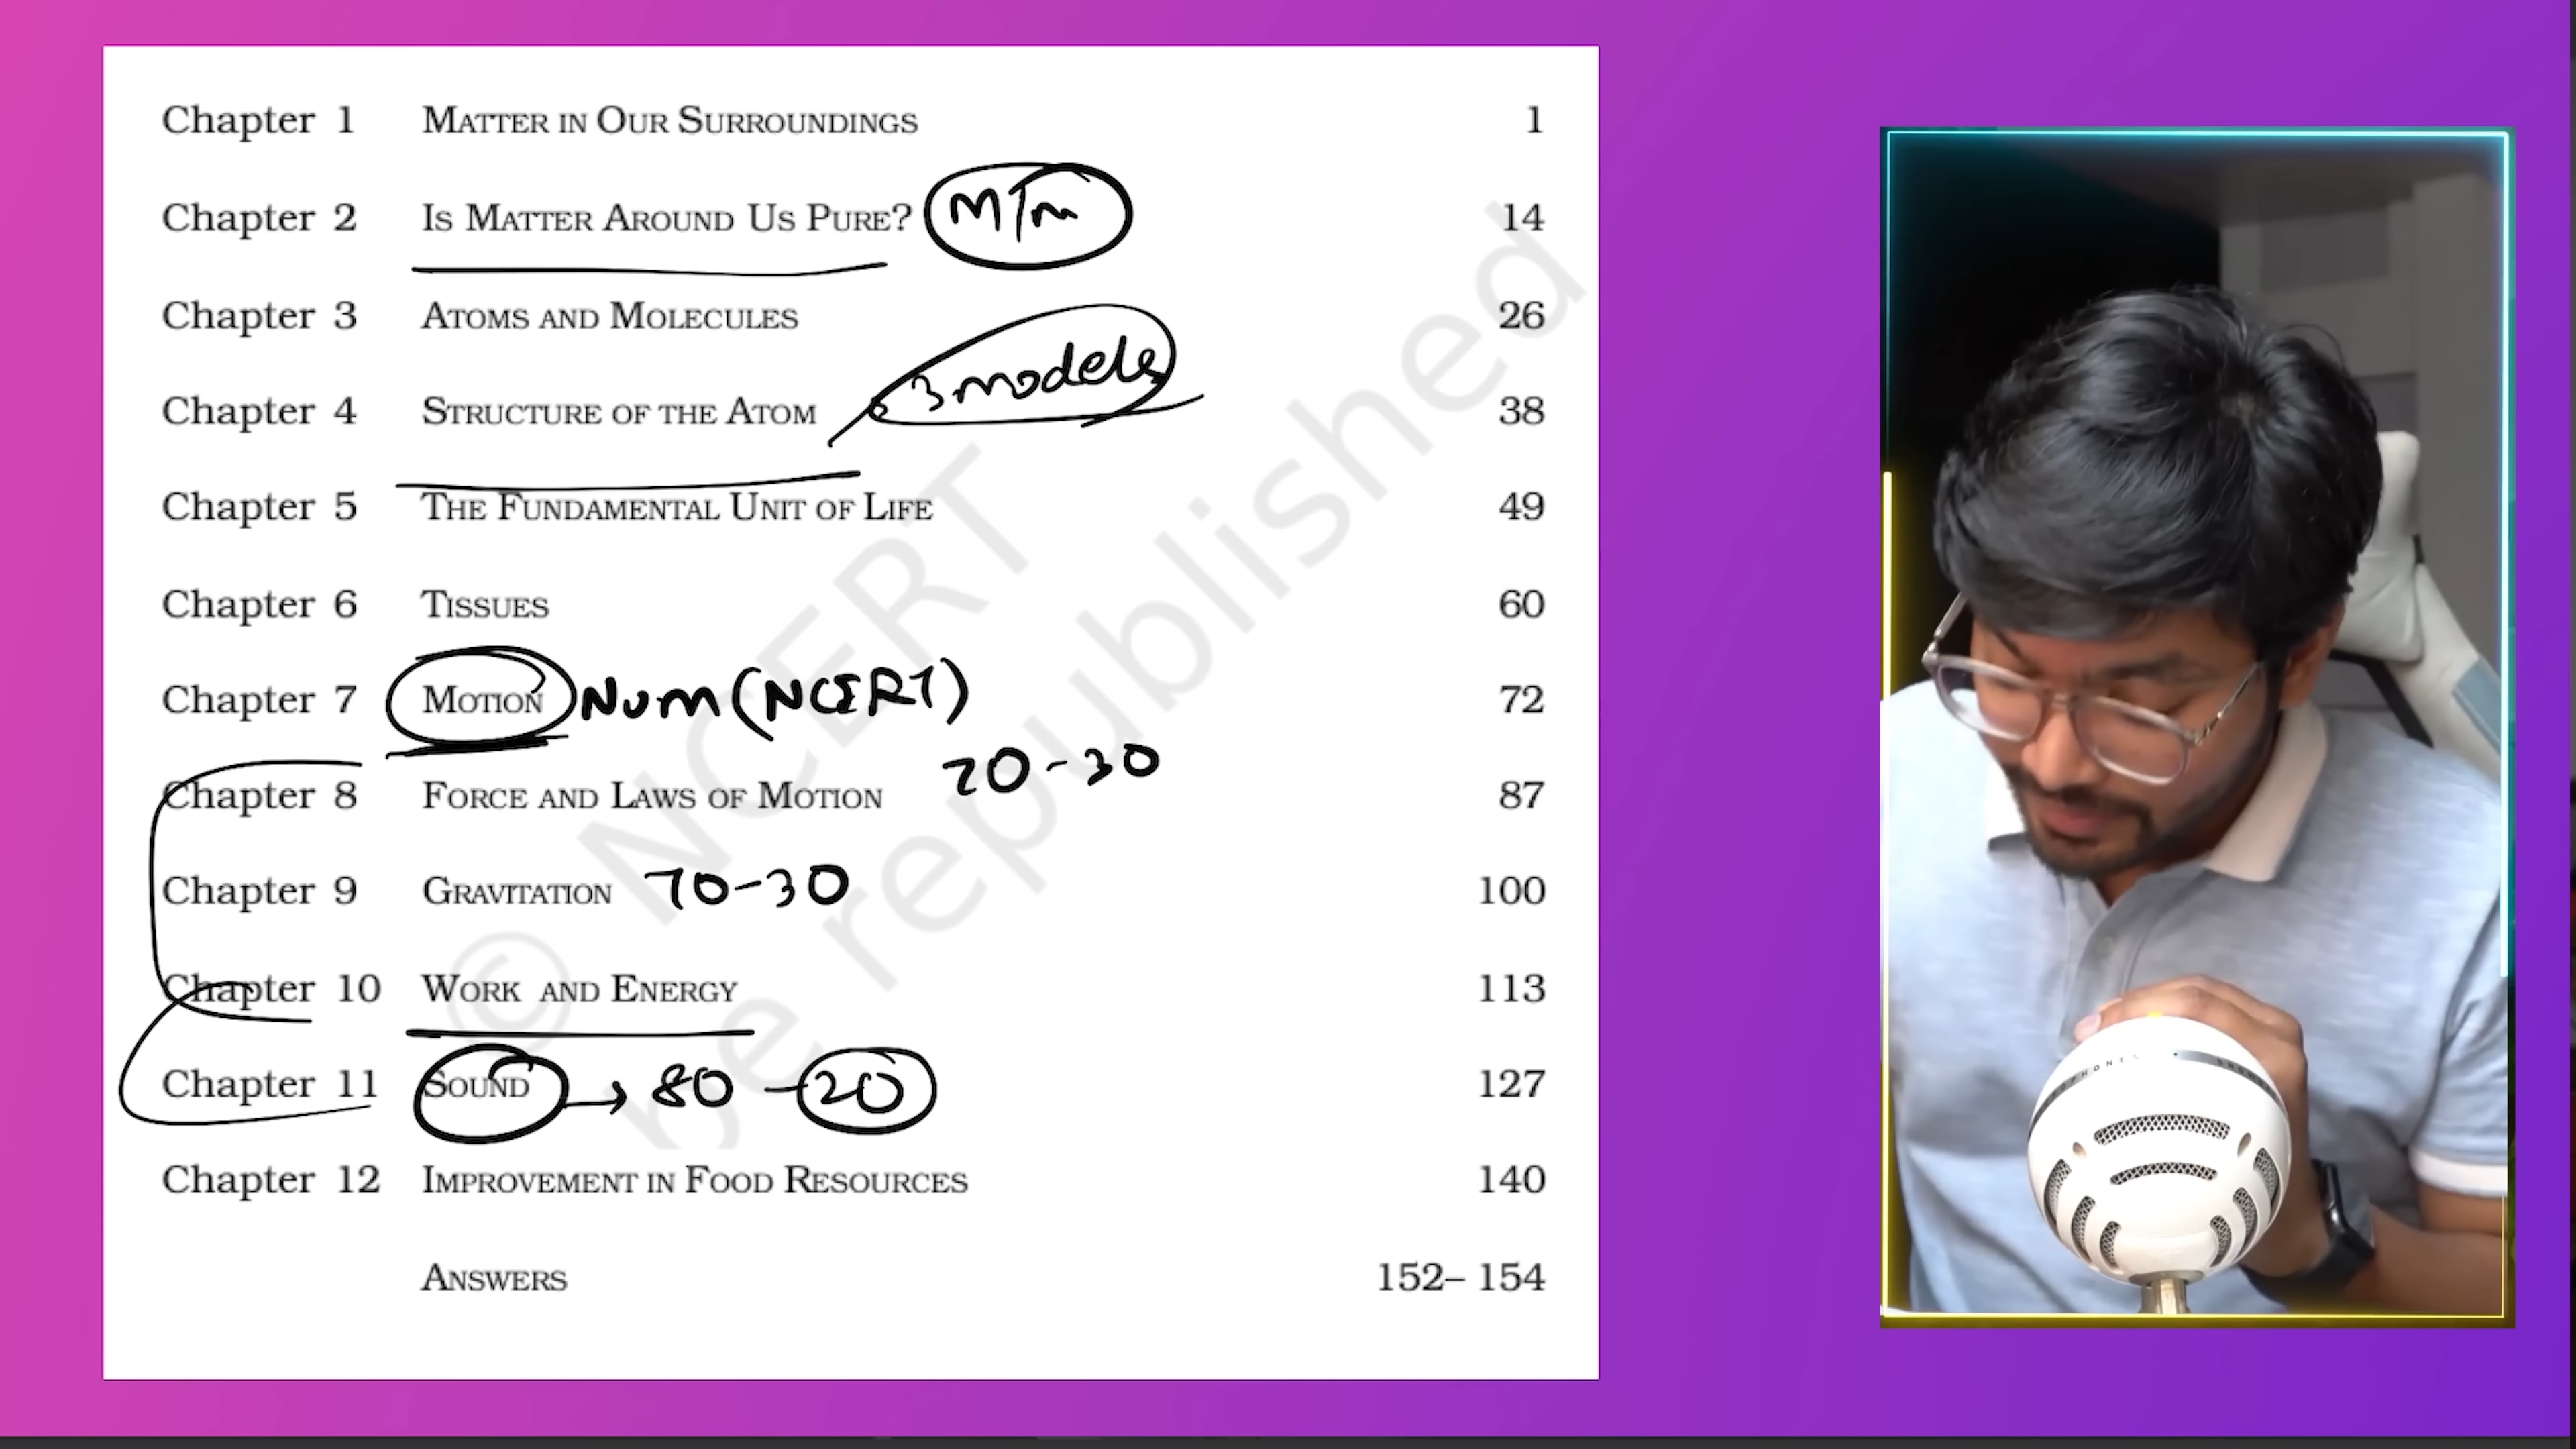 Chapter 1 MATTER IN OUR SURROUNDINGS 1
Chapter 2 IS MATTER AROUND US PURE? MTM 14
Chapter 3 ATOMS AND MOLECULES 26
3 models
Chapter 4 STRUCTURE OF THE ATOM 38
Chapter 5 THE FUNDAMENTAL UNIT OF LIFE 49
Chapter 6 TISSUES 60
Chapter 7 MOTION Num (NCERT) 72
70-30
Chapter 8 FORCE AND LAWS OF MOTION 87
Chapter 9 GRAVITATION 70-30 100
Chapter 10 WORK AND ENERGY 113
Chapter 11 SOUND → 80 - 20 127
Chapter 12 IMPROVEMENT IN FOOD RESOURCES 140
ANSWERS 152– 154
© NCERT
be republished